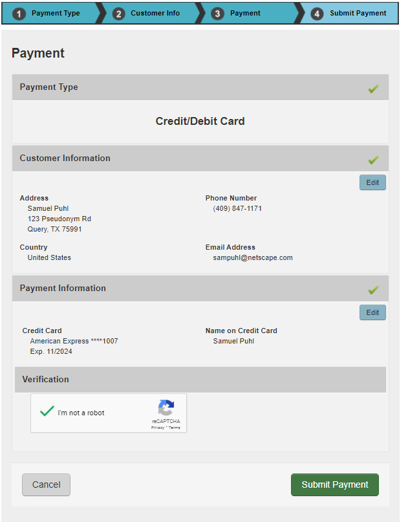 1 Payment Type 2 Customer Info 3 Payment 4 Submit Payment
Payment
Payment Type
Credit/Debit Card
Customer Information
Edit
Address Phone Number
Samuel Puhl (409) 847-1171
123 Pseudonym Rd
Query, TX 75991
Country Email Address
United States sampuhl@netscape.com
Payment Information
Edit
Credit Card Name on Credit Card
American Express ****1007 Samuel Puhl
Exp. 11/2024
Verification
I'm not a robot
reCAPTCHA
Privacy * Terms
Cancel Submit Payment